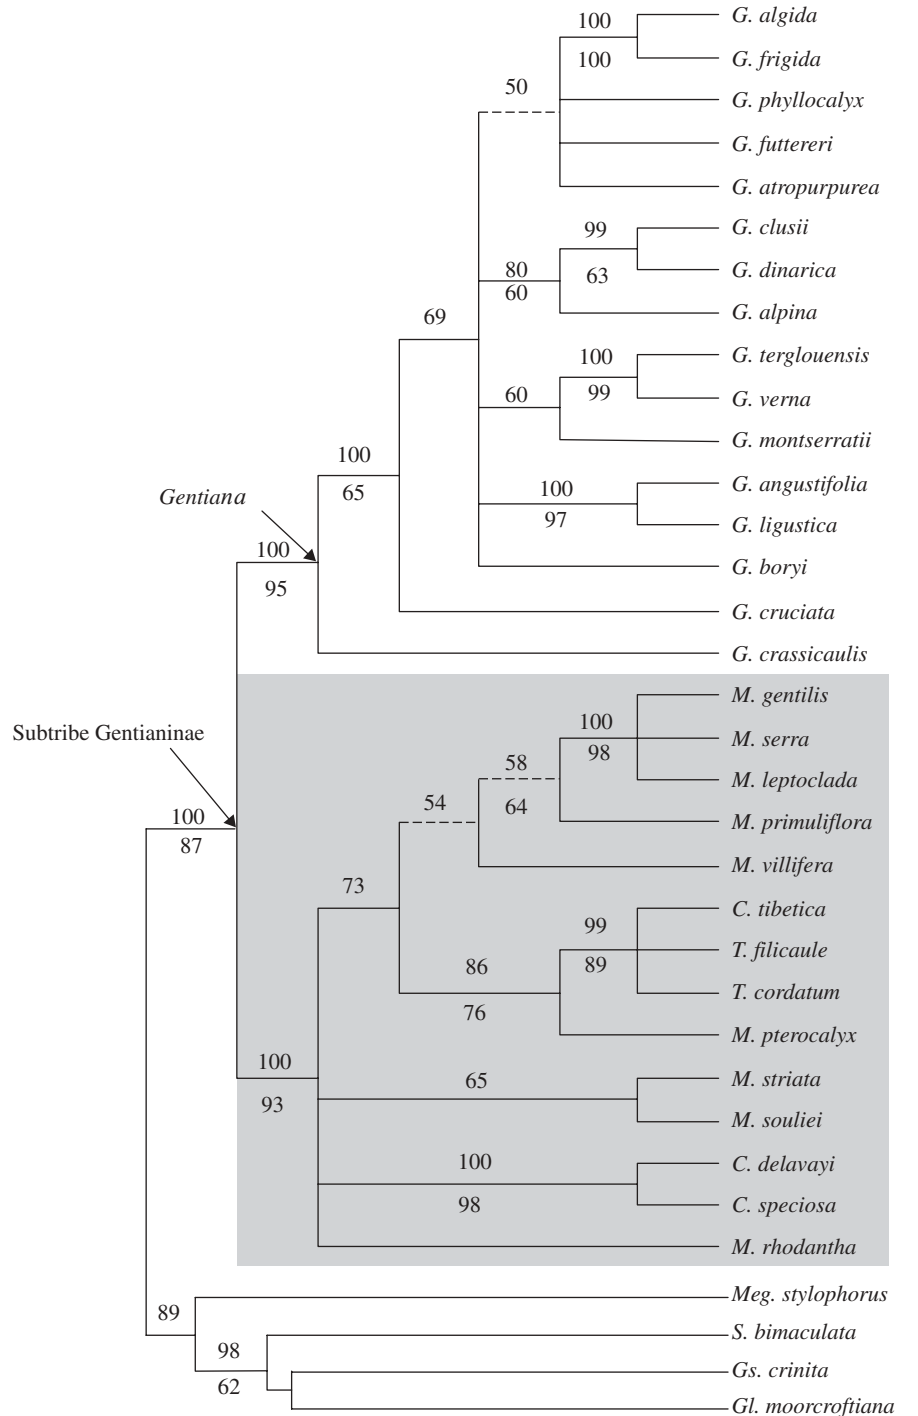 100
G. algida
100
G. frigida
50
G. phyllocalyx
G. futtereri
G. atropurpurea
99
G. clusii
80
63
G. dinarica
60
G. alpina
69
100
G. terglouensis
60
99
G. verna
G. montserratii
100
100
G. angustifolia
Gentiana
65
97
G. ligustica
100
G. boryi
95
G. cruciata
G. crassicaulis
M. gentilis
Subtribe Gentianinae
100
M. serra
58
98
M. leptoclada
100
54
64
M. primuliflora
87
M. villifera
73
C. tibetica
99
T. filicaule
86
89
T. cordatum
76
M. pterocalyx
100
65
M. striata
93
M. souliei
100
C. delavayi
98
C. speciosa
M. rhodantha
Meg. stylophorus
89
S. bimaculata
98
Gs. crinita
62
Gl. moorcroftiana